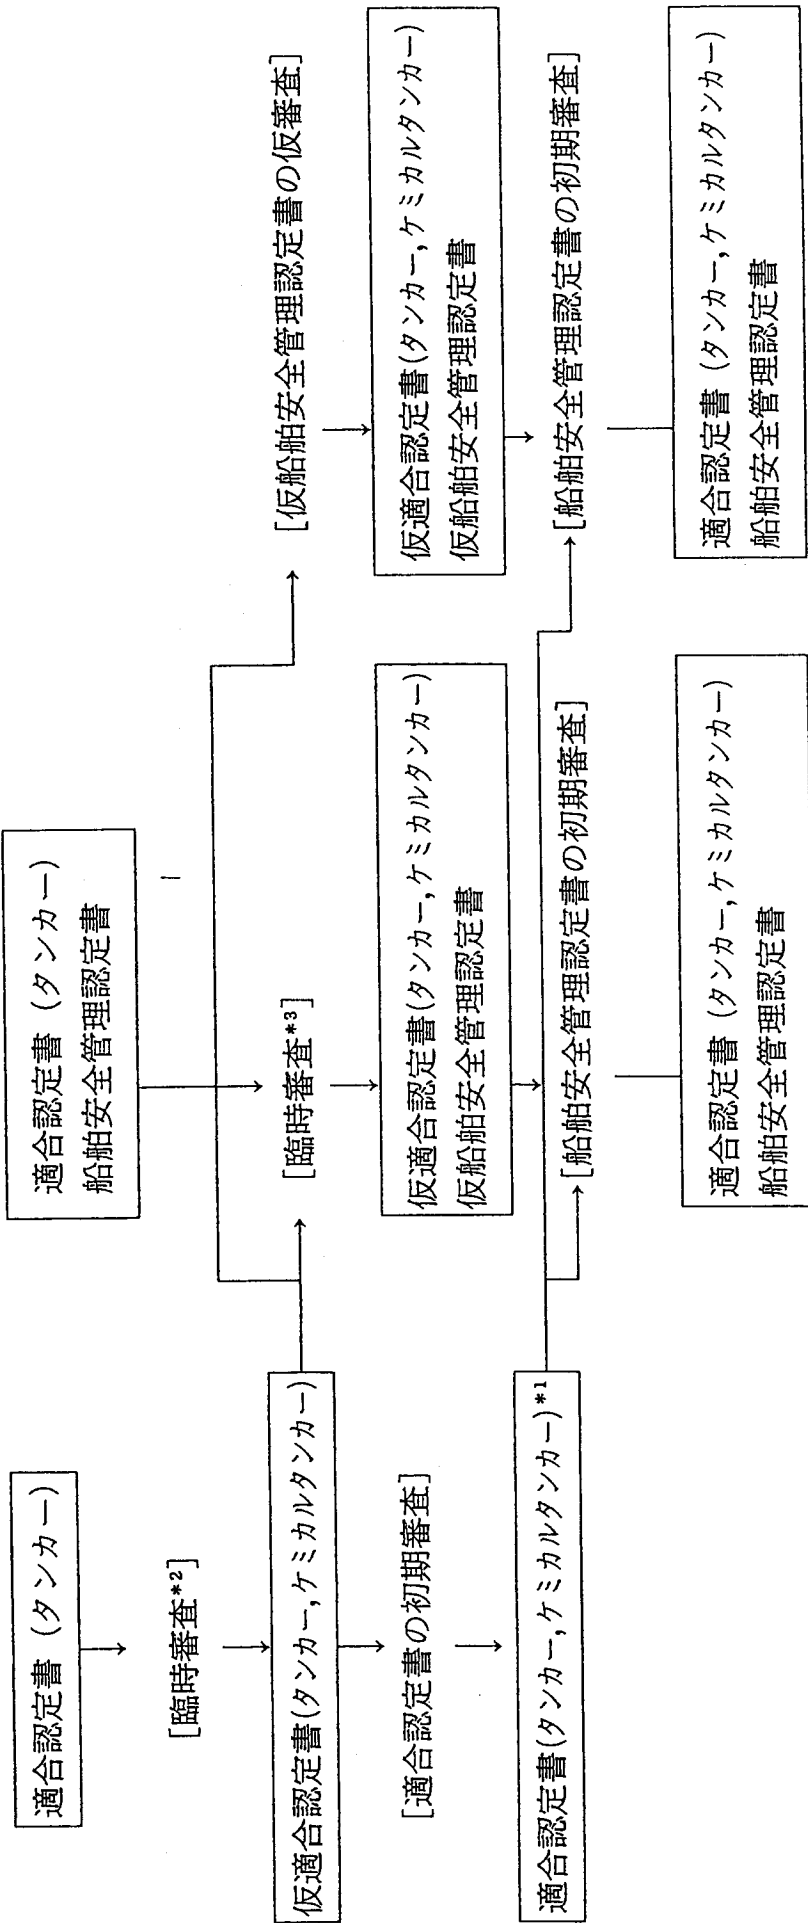 適合認定書（タンカー）
[臨時審査*2]
仮適合認定書(タンカー,ケミカルタンカー)
[適合認定書の初期審査]
適合認定書(タンカー,ケミカルタンカー)*1
適合認定書（タンカー）
船舶安全管理認定書
[臨時審査*3]
仮適合認定書(タンカー,ケミカルタンカー)
仮船舶安全管理認定書
[船舶安全管理認定書の初期審査]
適合認定書（タンカー,ケミカルタンカー）
船舶安全管理認定書
[仮船舶安全管理認定書の仮審査]
仮適合認定書(タンカー,ケミカルタンカー)
仮船舶安全管理認定書
[船舶安全管理認定書の初期審査]
適合認定書（タンカー,ケミカルタンカー）
船舶安全管理認定書